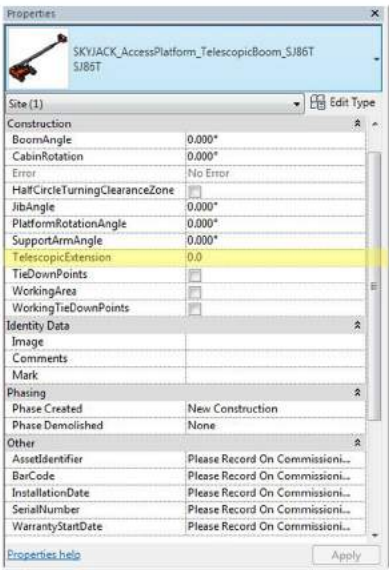 Properties
SKYJACK_AccessPlatform_TelescopicBoom_SJ86T
SJ86T
Site (1) Edit Type
Construction
BoomAngle 0.000°
CabinRotation 0.000°
Error No Error
HalfCircleTurningClearanceZone
JibAngle 0.000°
PlatformRotationAngle 0.000°
SupportArmAngle 0.000°
TelescopicExtension 0.0
TieDownPoints
WorkingArea
WorkingTieDownPoints
Identity Data
Image
Comments
Mark
Phasing
Phase Created New Construction
Phase Demolished None
Other
AssetIdentifier Please Record On Commissioni...
BarCode Please Record On Commissioni...
InstallationDate Please Record On Commissioni...
SerialNumber Please Record On Commissioni...
WarrantyStartDate Please Record On Commissioni...
Properties help Apply